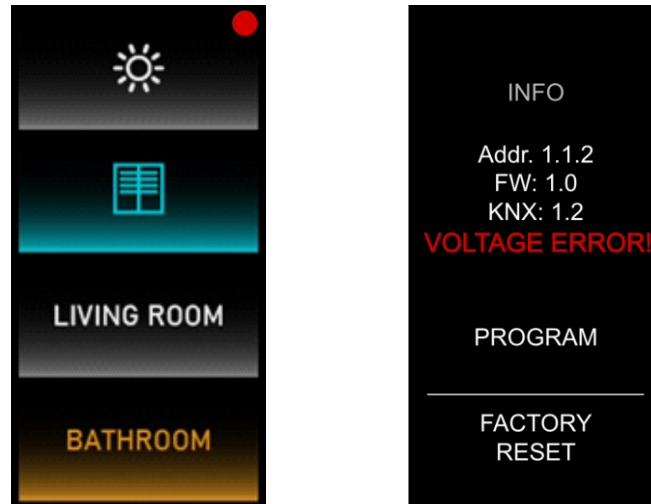 LIVING ROOM
BATHROOM
INFO
Addr. 1.1.2
FW: 1.0
KNX: 1.2
VOLTAGE ERROR!
PROGRAM
FACTORY
RESET